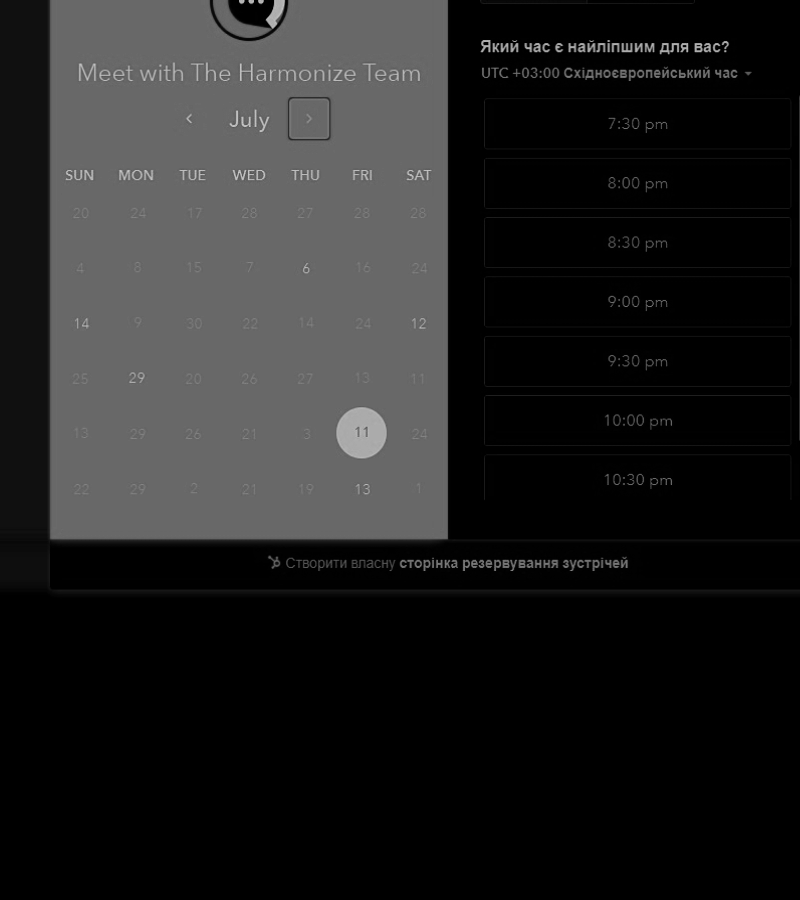 Meet with The Harmonize Team
July
SUN MON TUE WED THU FRI SAT
20 24 17 28 27 28 28
4 8 15 7 6 16 24
14 9 30 22 14 24 12
25 29 20 26 27 13 11
13 29 26 21 3 11 24
22 29 2 21 19 13 1
Який час є найліпшим для вас?
UTC +03:00 Східноєвропейський час
7:30 pm
8:00 pm
8:30 pm
9:00 pm
9:30 pm
10:00 pm
10:30 pm
Створити власну сторінка резервування зустрічей